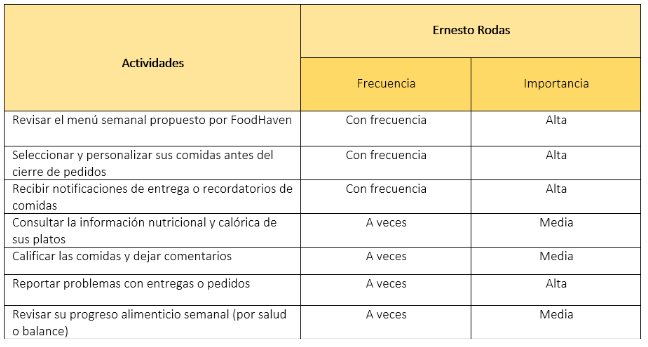 Ernesto Rodas
Actividades
Frecuencia
Importancia
Revisar el menú semanal propuesto por FoodHaven
Con frecuencia
Alta
Seleccionar y personalizar sus comidas antes del
cierre de pedidos
Con frecuencia
Alta
Recibir notificaciones de entrega o recordatorios de
comidas
Con frecuencia
Alta
Consultar la información nutricional y calórica de
sus platos
A veces
Media
Calificar las comidas y dejar comentarios
A veces
Media
Reportar problemas con entregas o pedidos
A veces
Alta
Revisar su progreso alimenticio semanal (por salud
o balance)
A veces
Media